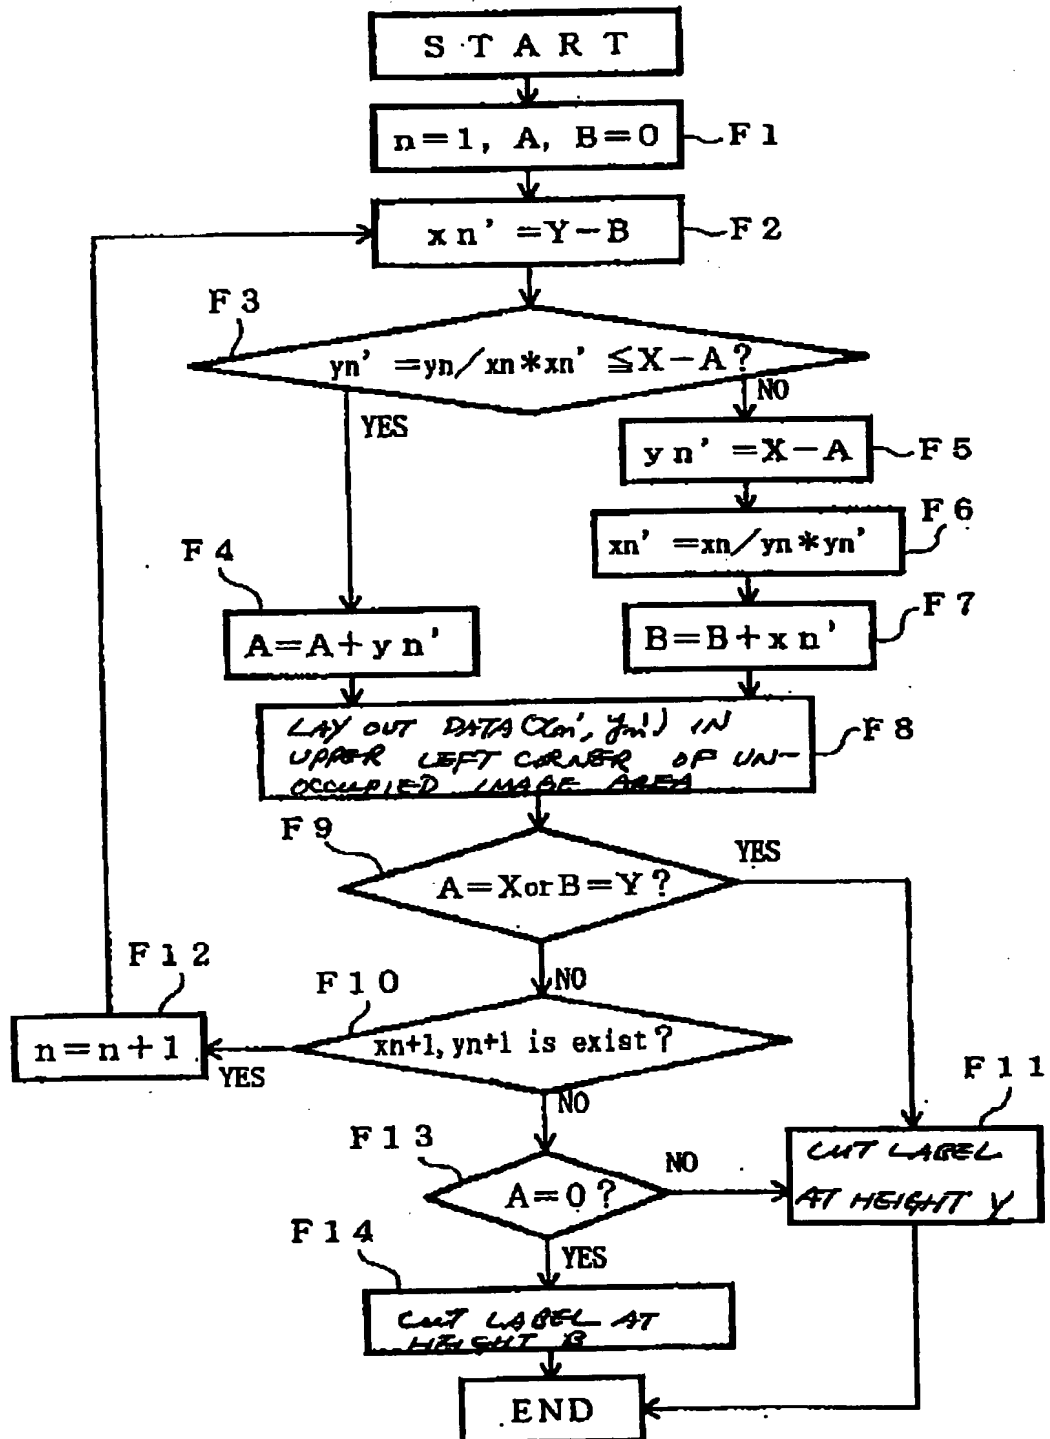 START
n=1, A, B=0
F1
xn'=Y-B
F2
F3
yn'=yn/xn*xn' ≦X-A?
NO
YES
yn'=X-A
F5
F6
xn'=xn/yn*yn'
F4
F7
A=A+yn'
B=B+xn'
LAY OUT DATA(xn', yn') IN
UPPER LEFT CORNER OF UN-
OCCUPIED IMAGE AREA
F8
F9
YES
A=X or B=Y?
F12
F10
NO
n=n+1
xn+1, yn+1 is exist?
YES
F11
NO
F13
CUT LABEL
AT HEIGHT Y
NO
A=0?
F14
YES
CUT LABEL AT
HEIGHT B
END